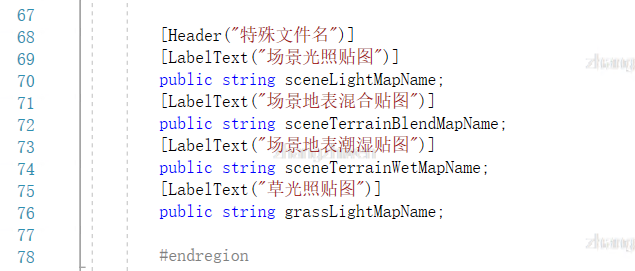 67
68 [Header("特殊文件名")]
69 [LabelText("场景光照贴图")]
70 public string sceneLightMapName;
71 [LabelText("场景地表混合贴图")]
72 public string sceneTerrainBlendMapName;
73 [LabelText("场景地表潮湿贴图")]
74 public string sceneTerrainWetMapName;
75 [LabelText("草光照贴图")]
76 public string grassLightMapName;
77
78 #endregion